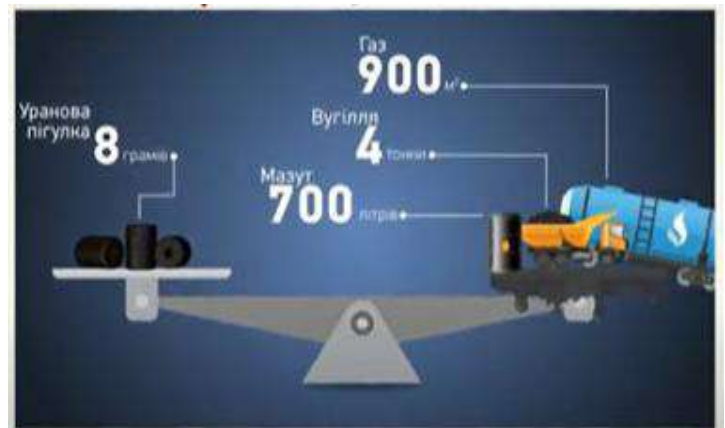 Газ
900 м³
Уранова
пігулка
8 грамів
Вугілля
4 тонни
Мазут
700 літрів